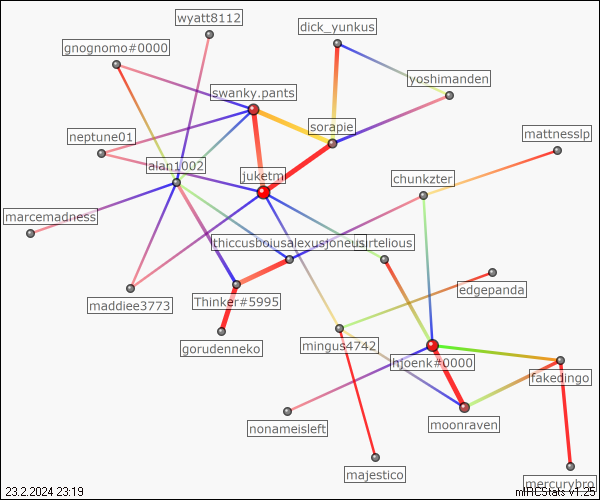 wyatt8112
dick_yunkus
gnognomo#0000
yoshimanden
swanky.pants
sorapie
neptune01
mattnesslp
alan1002
juketm
chunkzter
marcemadness
thiccusboiusalexusjoneus
rtelious
edgepanda
maddiee3773
Thinker#5995
gorudenneko
mingus4742
hjoenk#0000
fakedingo
nonameisleft
moonraven
majestico
mercurybro
23.2.2024 23:19
mIRCStats v1.25